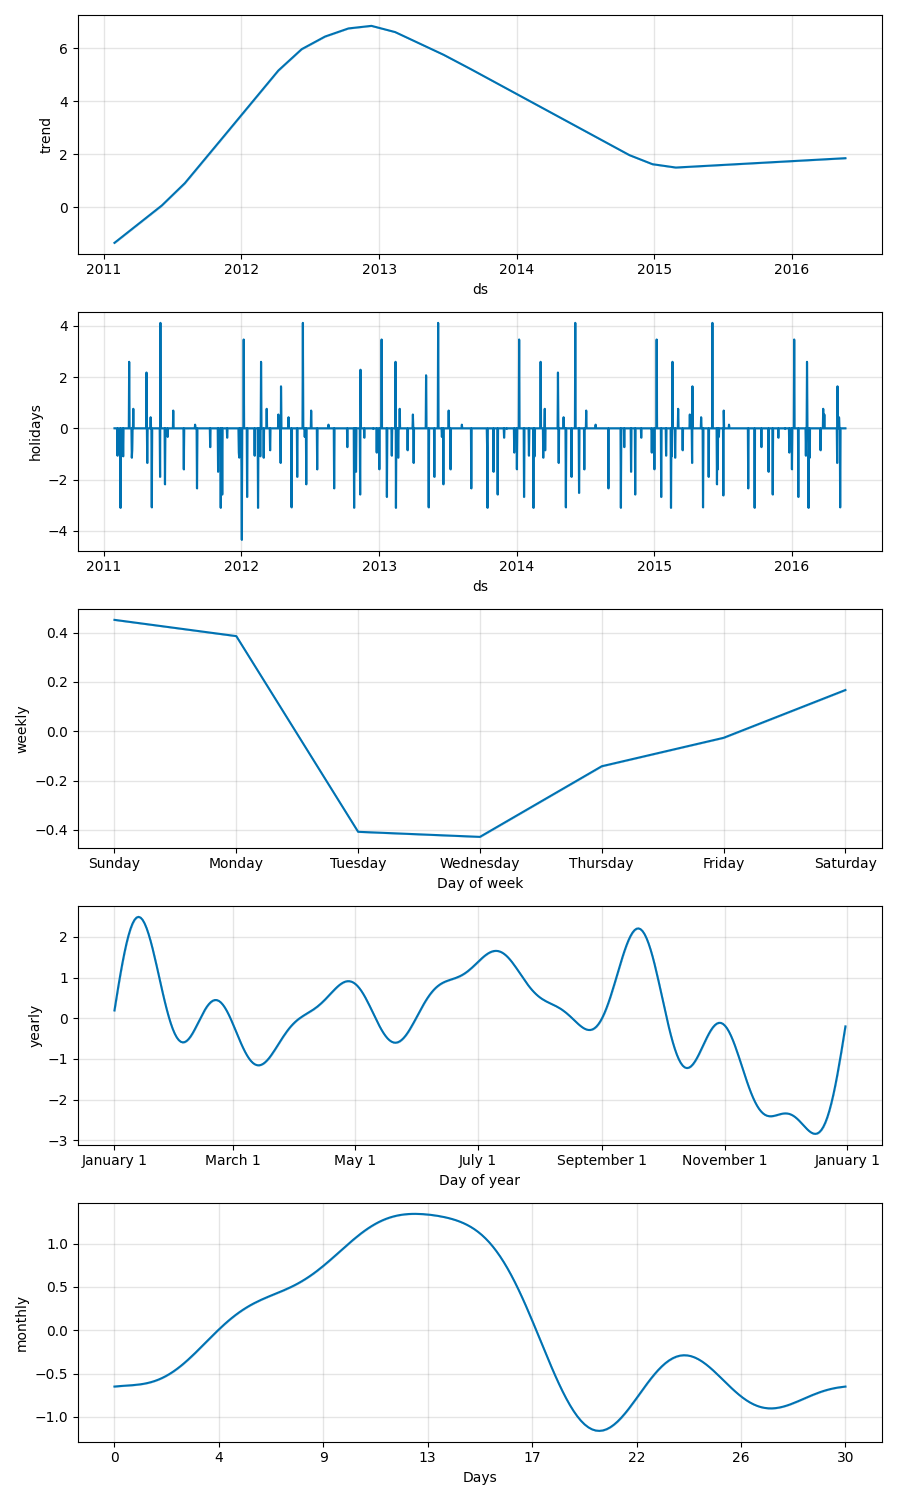 6
4
2
0
trend
2011 2012 2013 2014 2015 2016
ds
4
2
0
−2
−4
holidays
2011 2012 2013 2014 2015 2016
ds
0.4
0.2
0.0
−0.2
−0.4
weekly
Sunday Monday Tuesday Wednesday Thursday Friday Saturday
Day of week
2
1
0
−1
−2
−3
yearly
January 1 March 1 May 1 July 1 September 1 November 1 January 1
Day of year
1.0
0.5
0.0
−0.5
−1.0
monthly
0 4 9 13 17 22 26 30
Days